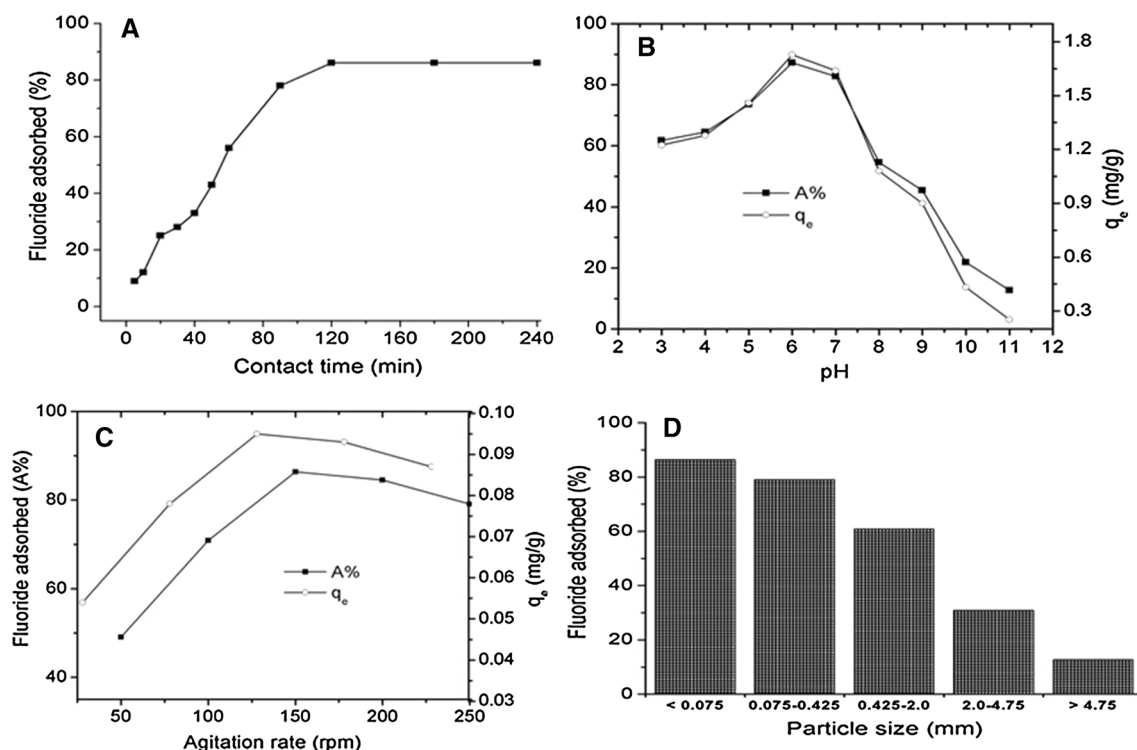 A
Fluoride adsorbed (%)
100
80
60
40
20
0
0 40 80 120 160 200 240
Contact time (min)
B
100
80
60
40
20
0
1.8
1.5
1.2
0.9
0.6
0.3
qe (mg/g)
A%
qe
2 3 4 5 6 7 8 9 10 11 12
pH
C
Fluoride adsorbed (A%)
100
80
60
40
0.10
0.09
0.08
0.07
0.06
0.05
0.04
0.03
qe (mg/g)
A%
qe
50 100 150 200 250
Agitation rate (rpm)
D
Fluoride adsorbed (%)
100
80
60
40
20
0
< 0.075 0.075-0.425 0.425-2.0 2.0-4.75 > 4.75
Particle size (mm)